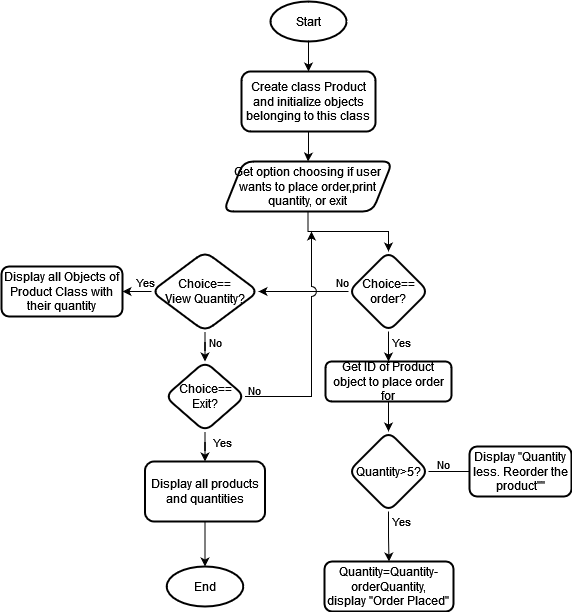 Start
Create class Product
and initialize objects
belonging to this class
Get option choosing if user
wants to place order,print
quantity, or exit
Choice==
order?
No
Yes
Choice==
View Quantity?
Yes
No
Display all Objects of
Product Class with
their quantity
Get ID of Product
object to place order
for
Choice==
Exit?
No
Yes
Quantity>5?
No
Yes
Display "Quantity
less. Reorder the
product""
Display all products
and quantities
End
Quantity=Quantity-
orderQuantity,
display "Order Placed"